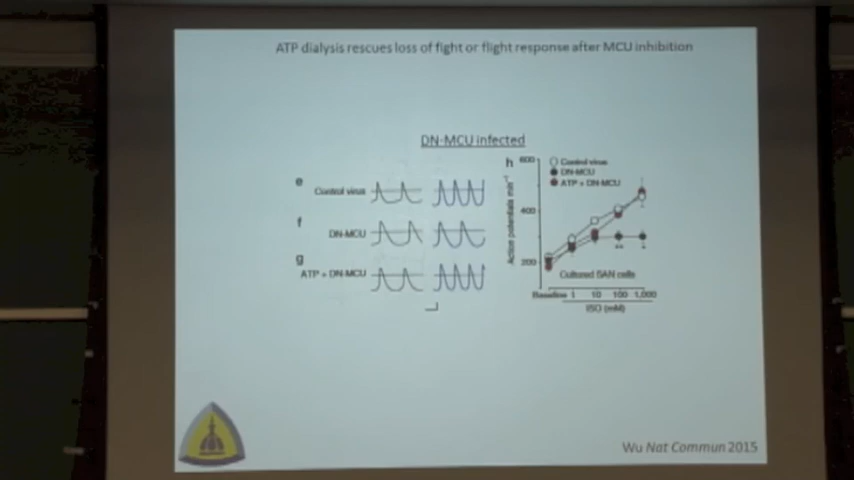 ATP dialysis rescues loss of fight or flight response after MCU inhibition
DN-MCU infected
e
Control virus
f
DN-MCU
g
ATP + DN-MCU
h
Action potentials min⁻¹
600
400
200
Control virus
DN-MCU
ATP + DN-MCU
**
*
Cultured SAN cells
Baseline 1 10 100 1,000
ISO (nM)
Wu Nat Commun 2015